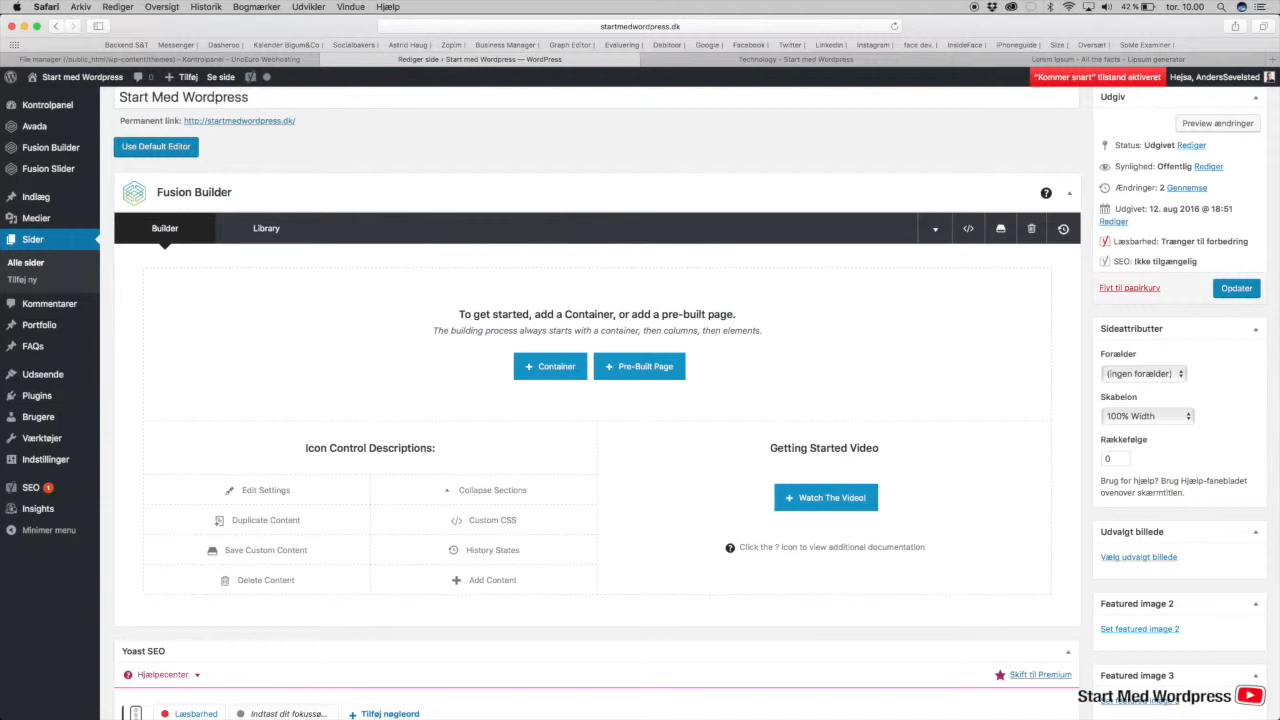 Safari Arkiv Rediger Oversigt Historik Bogmærker Udvikler Vindue Hjælp 42 % tor. 10.00
startmedwordpress.dk
Backend S&T Messenger | Dasheroo | Kalender Bigum&Co | Socialbakers | Astrid Haug | Zopim | Business Manager | Graph Editor | Evaluering | Debitoor | Google | Facebook | Twitter | Linkedin | Instagram | face dev. | InsideFace | iPhoneguide | Size | Oversæt | SoMe Examiner |
File manager (/public_html/wp-content/themes) – Kontrolpanel – UnoEuro Webhosting
Rediger side ‹ Start Med Wordpress — WordPress
Technology - Start med Wordpress
Lorem Ipsum - All the facts - Lipsum generator
Start Med Wordpress 0 Tilføj Se side
"Kommer snart" tilstand aktiveret Hejsa, AndersSevelsted
Kontrolpanel
Avada
Fusion Builder
Fusion Slider
Indlæg
Medier
Sider
Alle sider
Tilføj ny
Kommentarer
Portfolio
FAQs
Udseende
Plugins
Brugere
Værktøjer
Indstillinger
SEO 1
Insights
Minimer menu
Start Med Wordpress
Permanent link: http://startmedwordpress.dk/
Use Default Editor
Fusion Builder
Builder Library
To get started, add a Container, or add a pre-built page.
The building process always starts with a container, then columns, then elements.
+ Container + Pre-Built Page
Icon Control Descriptions:
Edit Settings Collapse Sections
Duplicate Content Custom CSS
Save Custom Content History States
Delete Content Add Content
Getting Started Video
+ Watch The Video!
Click the ? icon to view additional documentation
Yoast SEO
Hjælpecenter
Skift til Premium
Læsbarhed Indtast dit fokussø... + Tilføj nøgleord
Udgiv
Preview ændringer
Status: Udgivet Rediger
Synlighed: Offentlig Rediger
Ændringer: 2 Gennemse
Udgivet: 12. aug 2016 @ 18:51
Rediger
Læsbarhed: Trænger til forbedring
SEO: Ikke tilgængelig
Flyt til papirkurv Opdater
Sideattributter
Forælder
(ingen forælder)
Skabelon
100% Width
Rækkefølge
0
Brug for hjælp? Brug Hjælp-fanebladet
ovenover skærmtitlen.
Udvalgt billede
Vælg udvalgt billede
Featured image 2
Set featured image 2
Featured image 3
Start Med Wordpress